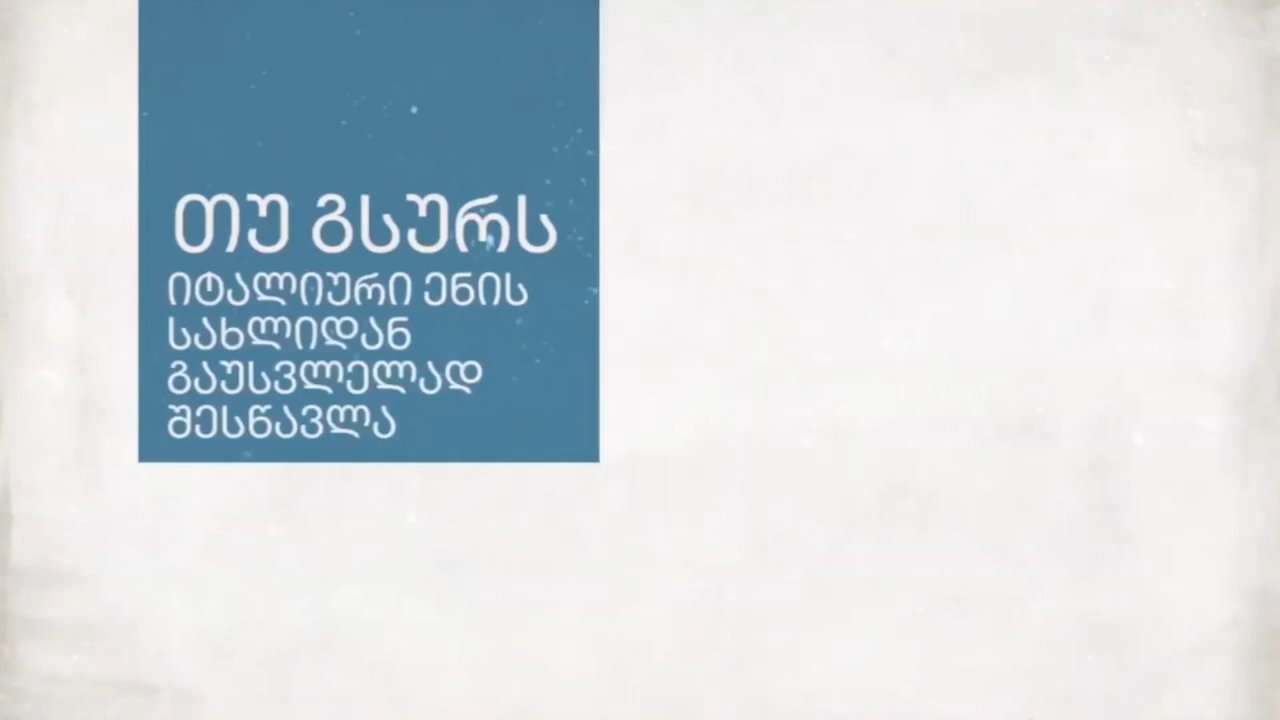 თუ გსურს
იტალიური ენის
სახლიდან
გაუსვლელად
შესწავლა